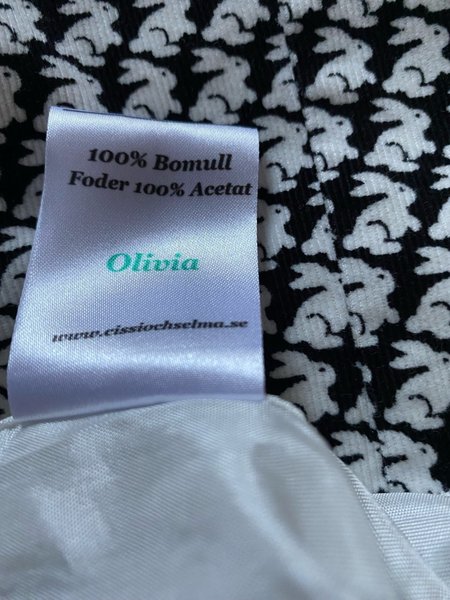 100% Bomull
Foder 100% Acetat
Olivia
www.cissiochselma.se